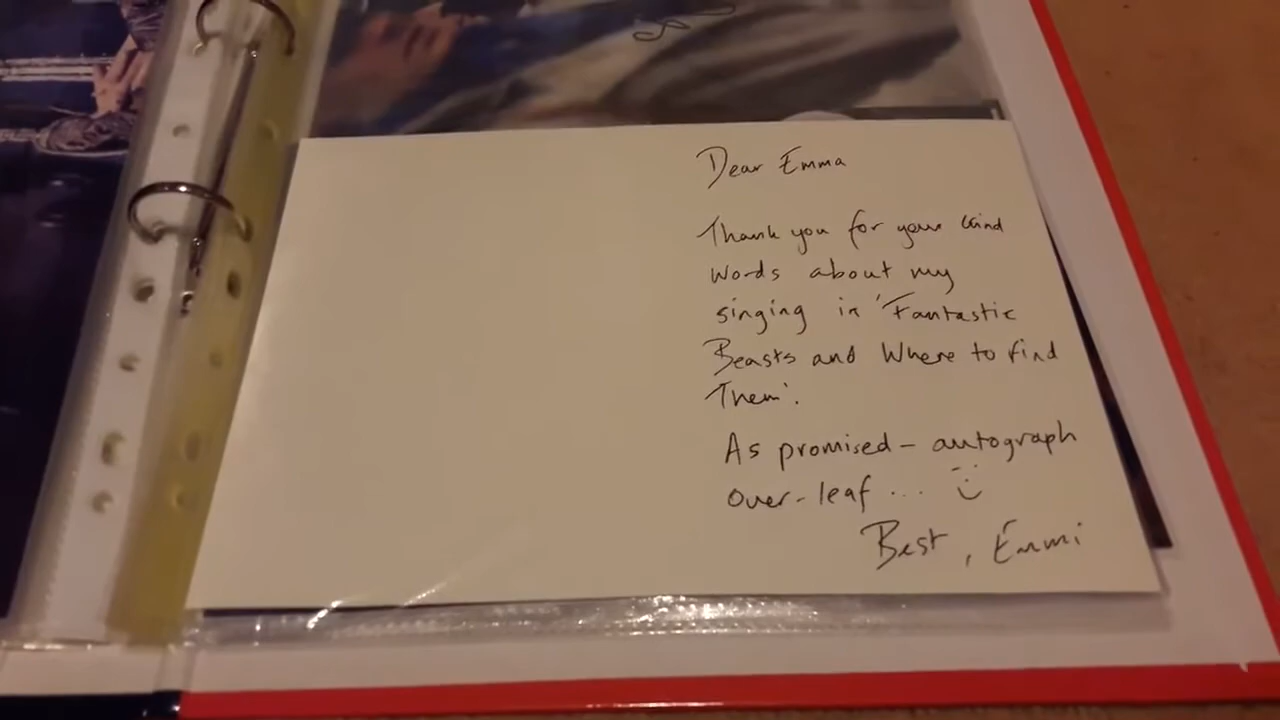 Dear Emma
Thank you for your kind
words about my
singing in 'Fantastic
Beasts and Where to find
Them'.
As promised - autograph
over-leaf...
Best, Emmi